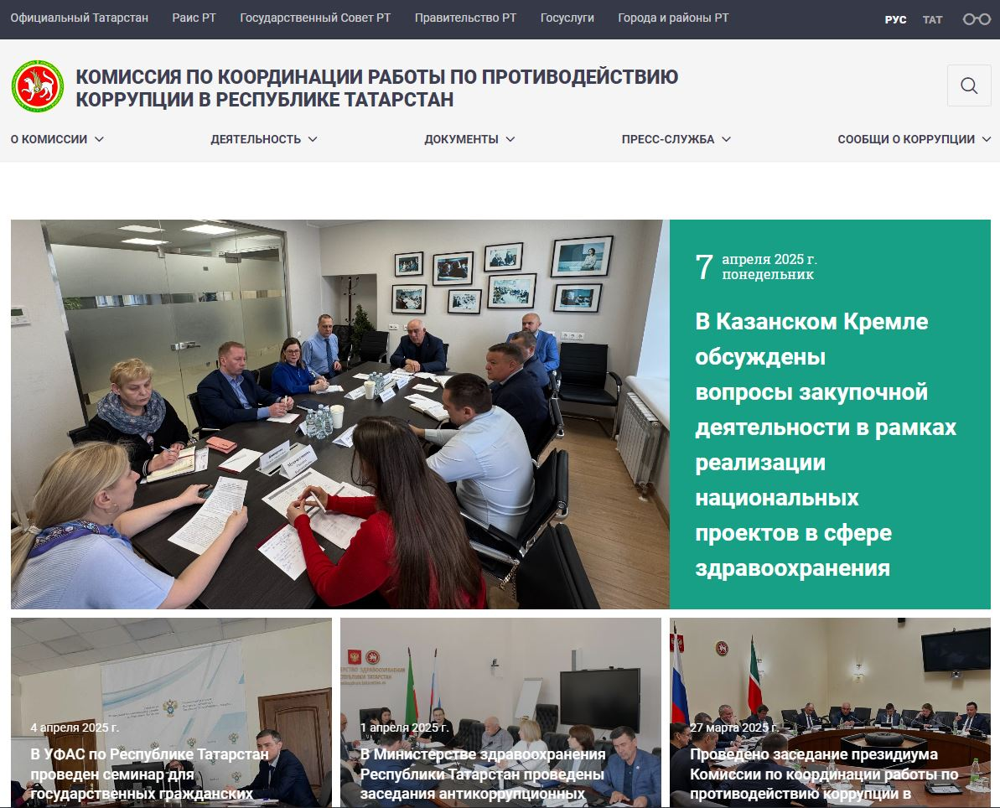 Официальный Татарстан
Раис РТ
Государственный Совет РТ
Правительство РТ
Госуслуги
Города и районы РТ
РУС
ТАТ
КОМИССИЯ ПО КООРДИНАЦИИ РАБОТЫ ПО ПРОТИВОДЕЙСТВИЮ
КОРРУПЦИИ В РЕСПУБЛИКЕ ТАТАРСТАН
О КОМИССИИ
ДЕЯТЕЛЬНОСТЬ
ДОКУМЕНТЫ
ПРЕСС-СЛУЖБА
СООБЩИ О КОРРУПЦИИ
7 апреля 2025 г.
понедельник
В Казанском Кремле
обсуждены
вопросы закупочной
деятельности в рамках
реализации
национальных
проектов в сфере
здравоохранения
4 апреля 2025 г.
В УФАС по Республике Татарстан
проведен семинар для
государственных гражданских
1 апреля 2025 г.
В Министерстве здравоохранения
Республики Татарстан проведены
заседания антикоррупционных
27 марта 2025 г.
Проведено заседание президиума
Комиссии по координации работы по
противодействию коррупции в